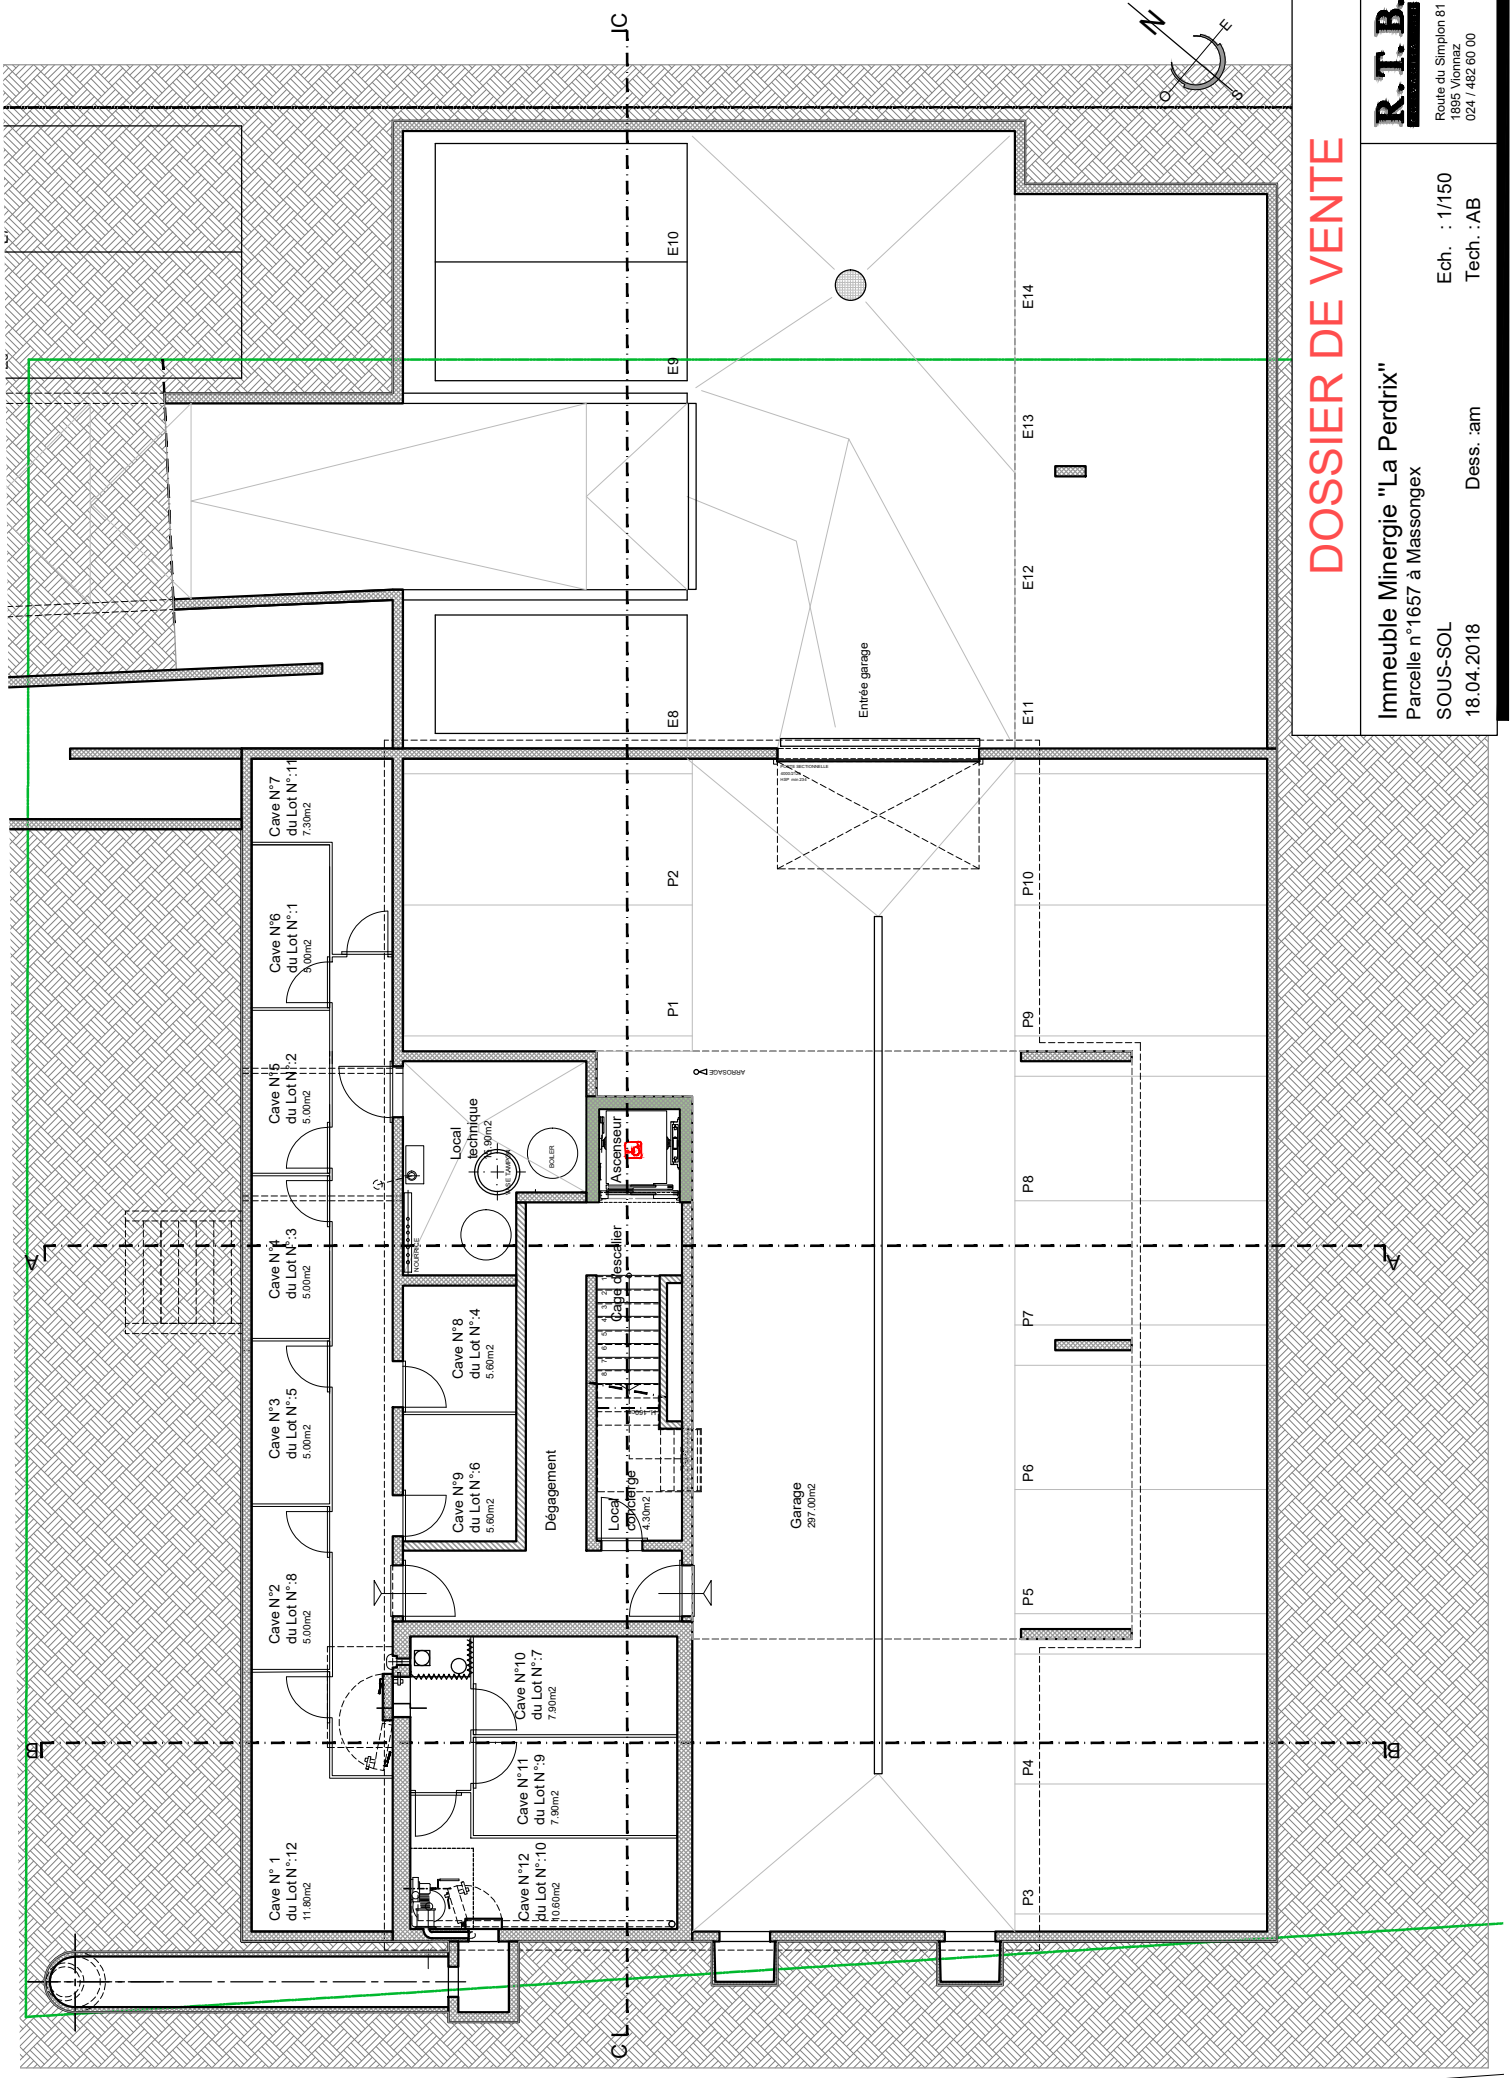 DOSSIER DE VENTE
R. T. B.
Route du Simplon 81
1895 Vionnaz
024 / 482 60 00
Immeuble Minergie "La Perdrix"
Parcelle n°1657 à Massongex
SOUS-SOL
Ech. : 1/150
18.04.2018
Dess. :am
Tech. :AB
N
E
S
O
Cave N° 1
du Lot N°:12
11.80m2
Cave N°2
du Lot N°:8
5.00m2
Cave N°3
du Lot N°:5
5.00m2
Cave N°4
du Lot N°:3
5.00m2
Cave N°5
du Lot N°:2
5.00m2
Cave N°6
du Lot N°:1
5.00m2
Cave N°7
du Lot N°:11
7.30m2
Cave N°12
du Lot N°:10
10.60m2
Cave N°11
du Lot N°:9
7.90m2
Cave N°10
du Lot N°:7
7.90m2
Cave N°9
du Lot N°:6
5.60m2
Cave N°8
du Lot N°:4
5.60m2
Local
technique
BOILER
NOURRICE
Dégagement
Local
concierge
4.30m2
Cage d'escalier
Ascenseur
ARROSAGE
Garage
297.00m2
Entrée garage
P1
P2
P3
P4
P5
P6
P7
P8
P9
P10
E8
E9
E10
E11
E12
E13
E14
A
A
B
B
C
C